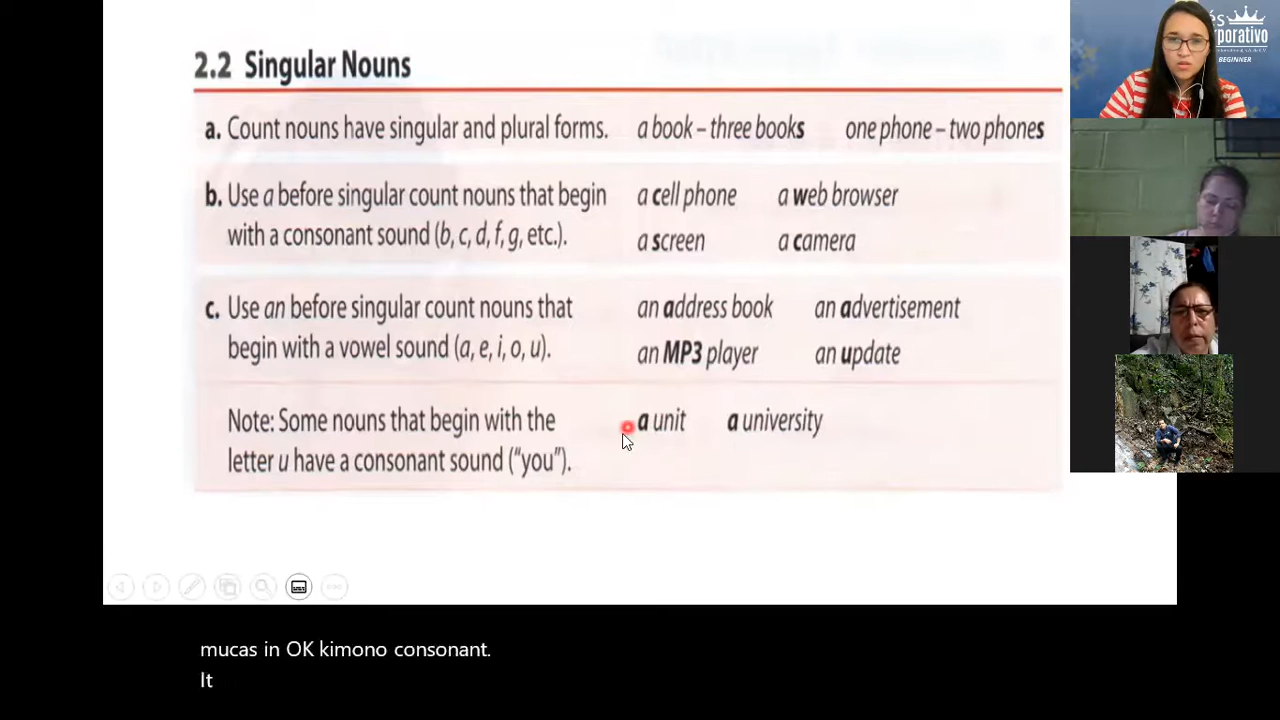 2.2 Singular Nouns
a. Count nouns have singular and plural forms. a book – three books one phone – two phones
b. Use a before singular count nouns that begin a cell phone a web browser
with a consonant sound (b, c, d, f, g, etc.). a screen a camera
c. Use an before singular count nouns that an address book an advertisement
begin with a vowel sound (a, e, i, o, u). an MP3 player an update
Note: Some nouns that begin with the a unit a university
letter u have a consonant sound ("you").
BEGINNER
mucas in OK kimono consonant.
It